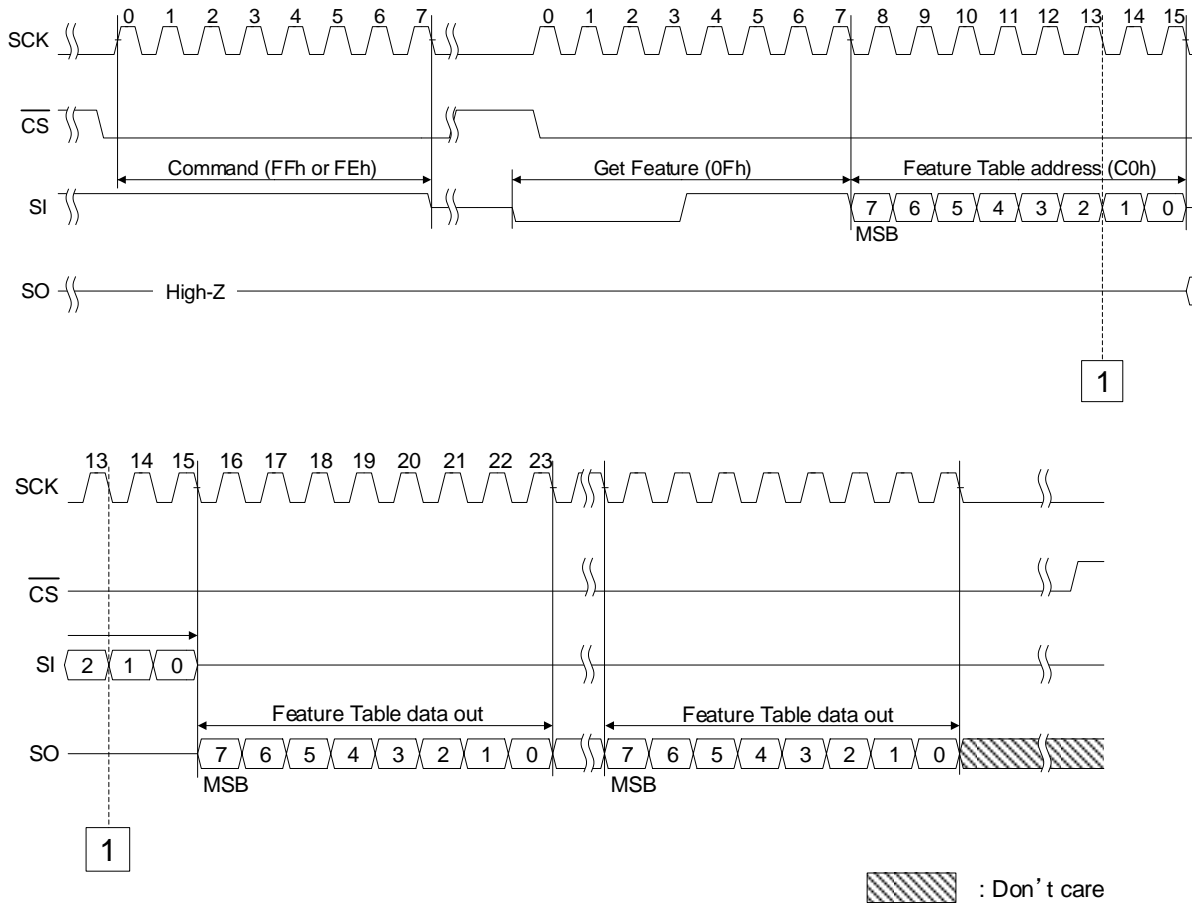 0 1 2 3 4 5 6 7 0 1 2 3 4 5 6 7 8 9 10 11 12 13 14 15
SCK
CS
Command (FFh or FEh) Get Feature (0Fh) Feature Table address (C0h)
SI 7 6 5 4 3 2 1 0
MSB
SO High-Z
1
13 14 15 16 17 18 19 20 21 22 23
SCK
CS
SI 2 1 0
Feature Table data out Feature Table data out
SO 7 6 5 4 3 2 1 0 7 6 5 4 3 2 1 0
MSB MSB
1
: Don't care